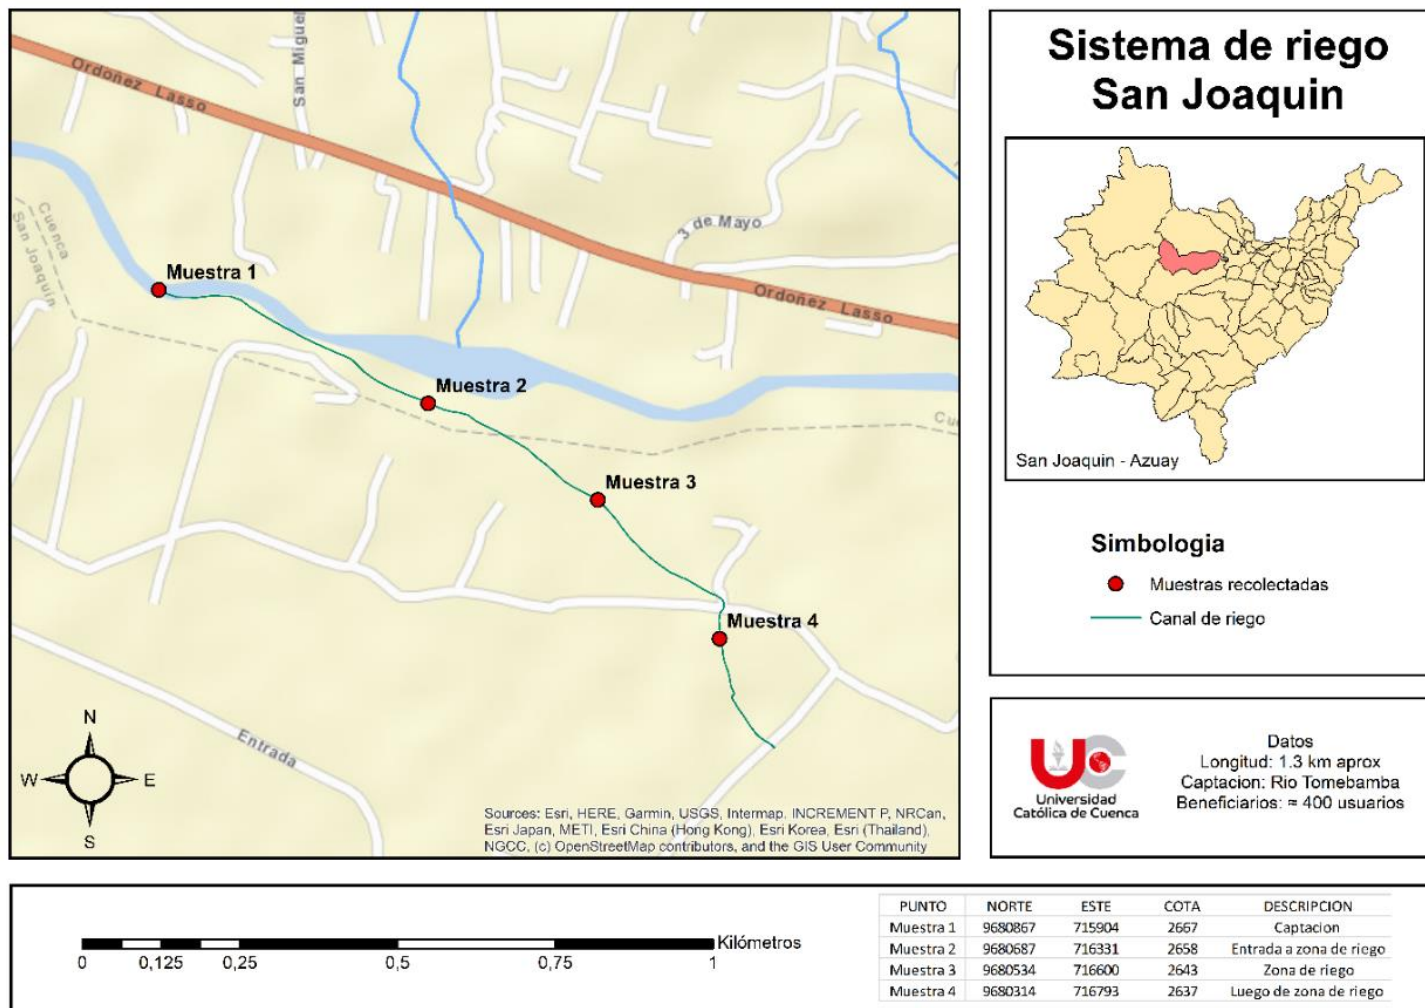 Ordonez Lasso
San Miguel
Cuenca
San Joaquin
3 de Mayo
Ordonez Lasso
Muestra 1
Muestra 2
Muestra 3
Muestra 4
Entrada
N
W E
S
Sources: Esri, HERE, Garmin, USGS, Intermap, INCREMENT P, NRCan,
Esri Japan, METI, Esri China (Hong Kong), Esri Korea, Esri (Thailand),
NGCC, (c) OpenStreetMap contributors, and the GIS User Community
Sistema de riego
San Joaquin
San Joaquin - Azuay
Simbologia
Muestras recolectadas
Canal de riego
UC
Universidad
Católica de Cuenca
Datos
Longitud: 1.3 km aprox
Captacion: Rio Tomebamba
Beneficiarios: = 400 usuarios
Kilómetros
0 0,125 0,25 0,5 0,75 1
PUNTO NORTE ESTE COTA DESCRIPCION
Muestra 1 9680867 715904 2667 Captacion
Muestra 2 9680687 716331 2658 Entrada a zona de riego
Muestra 3 9680534 716600 2643 Zona de riego
Muestra 4 9680314 716793 2637 Luego de zona de riego